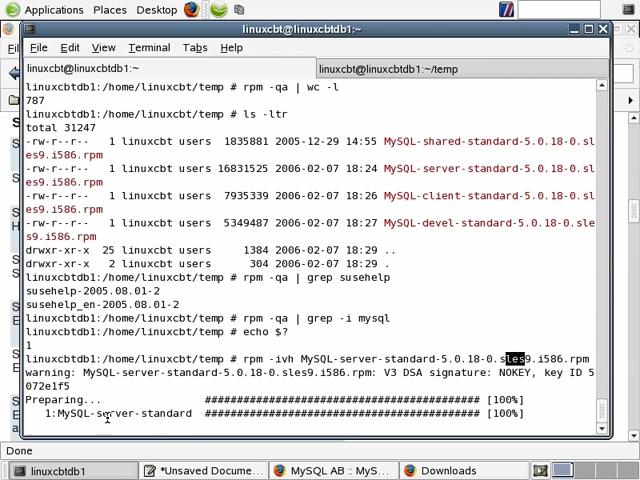 Applications Places Desktop
linuxcbt@linuxcbtdb1:~
File Edit View Terminal Tabs Help
linuxcbt@linuxcbtdb1:~ linuxcbt@linuxcbtdb1:~/temp
linuxcbtdb1:/home/linuxcbt/temp # rpm -qa | wc -l
787
linuxcbtdb1:/home/linuxcbt/temp # ls -ltr
total 31247
-rw-r--r-- 1 linuxcbt users 1835881 2005-12-29 14:55 MySQL-shared-standard-5.0.18-0.sl
es9.i586.rpm
-rw-r--r-- 1 linuxcbt users 16831525 2006-02-07 18:24 MySQL-server-standard-5.0.18-0.sl
es9.i586.rpm
-rw-r--r-- 1 linuxcbt users 7935339 2006-02-07 18:26 MySQL-client-standard-5.0.18-0.sl
es9.i586.rpm
-rw-r--r-- 1 linuxcbt users 5349487 2006-02-07 18:27 MySQL-devel-standard-5.0.18-0.sle
s9.i586.rpm
drwxr-xr-x 25 linuxcbt users 1384 2006-02-07 18:29 ..
drwxr-xr-x 2 linuxcbt users 304 2006-02-07 18:29 .
linuxcbtdb1:/home/linuxcbt/temp # rpm -qa | grep susehelp
susehelp-2005.08.01-2
susehelp_en-2005.08.01-2
linuxcbtdb1:/home/linuxcbt/temp # rpm -qa | grep -i mysql
linuxcbtdb1:/home/linuxcbt/temp # echo $?
1
linuxcbtdb1:/home/linuxcbt/temp # rpm -ivh MySQL-server-standard-5.0.18-0.sles9.i586.rpm
warning: MySQL-server-standard-5.0.18-0.sles9.i586.rpm: V3 DSA signature: NOKEY, key ID 5
072e1f5
Preparing... ########################################### [100%]
1:MySQL-server-standard ########################################### [100%]
Done
linuxcbtdb1 *Unsaved Docume... MySQL AB :: MyS... Downloads